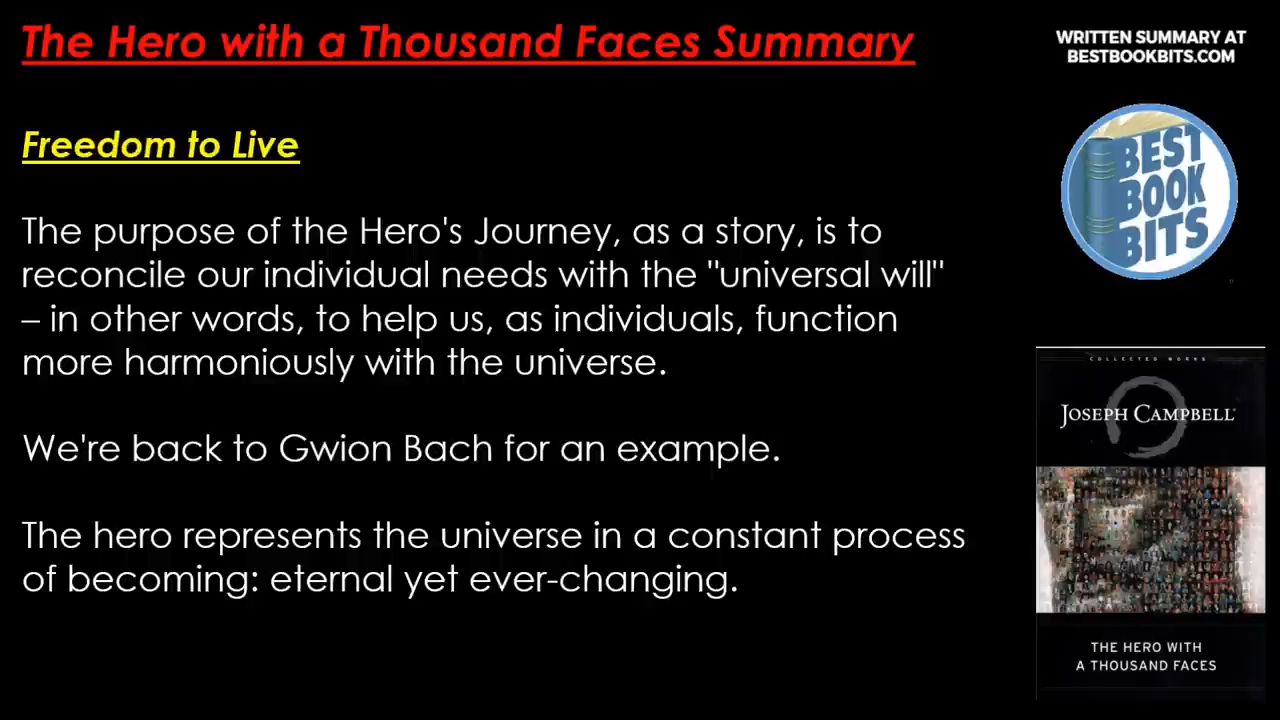 The Hero with a Thousand Faces Summary
WRITTEN SUMMARY AT
BESTBOOKBITS.COM
Freedom to Live
BEST
BOOK
BITS
The purpose of the Hero's Journey, as a story, is to
reconcile our individual needs with the "universal will"
– in other words, to help us, as individuals, function
more harmoniously with the universe.
We're back to Gwion Bach for an example.
The hero represents the universe in a constant process
of becoming: eternal yet ever-changing.
COLLECTED WORKS
JOSEPH CAMPBELL
THE HERO WITH
A THOUSAND FACES